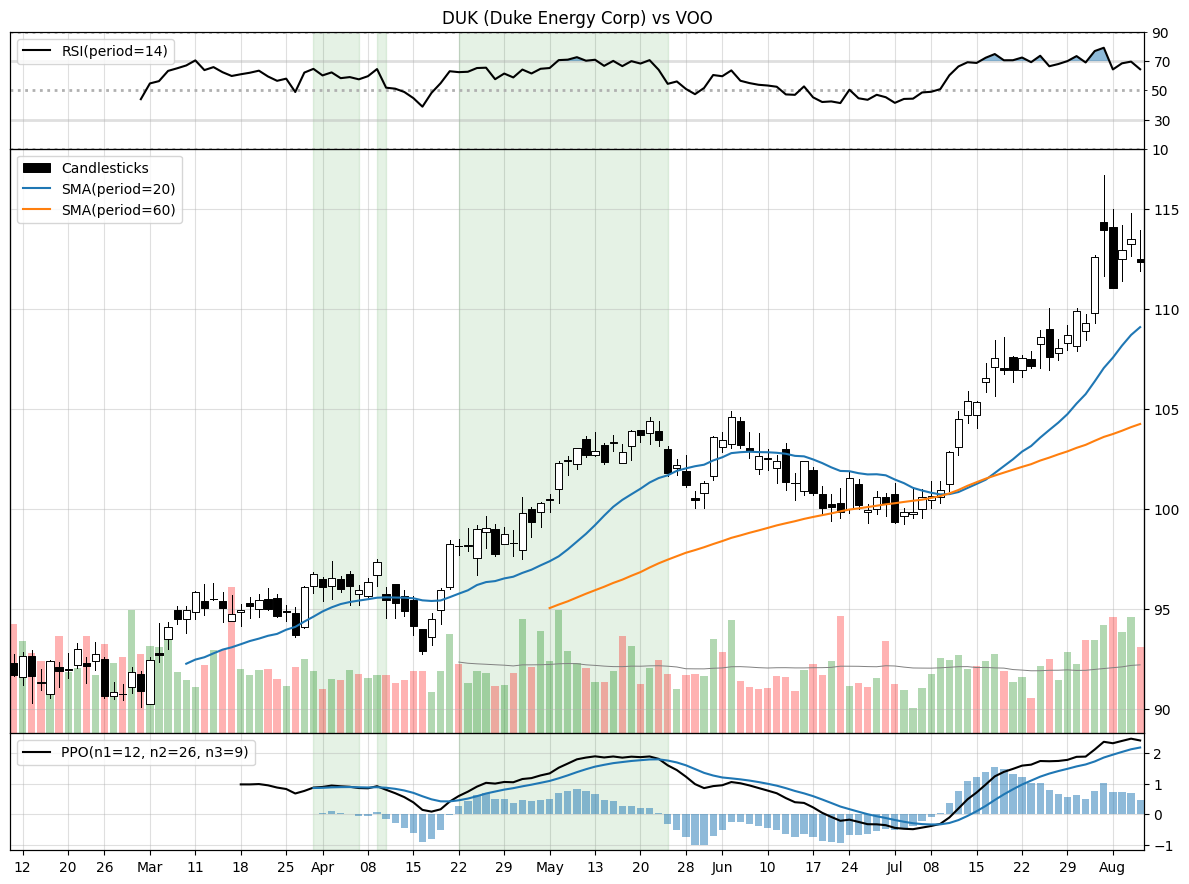 DUK (Duke Energy Corp) vs VOO
RSI(period=14)
90
70
50
30
10
Candlesticks
SMA(period=20)
SMA(period=60)
115
110
105
100
95
90
PPO(n1=12, n2=26, n3=9)
2
1
0
−1
12 20 26 Mar 11 18 25 Apr 08 15 22 29 May 13 20 28 Jun 10 17 24 Jul 08 15 22 29 Aug